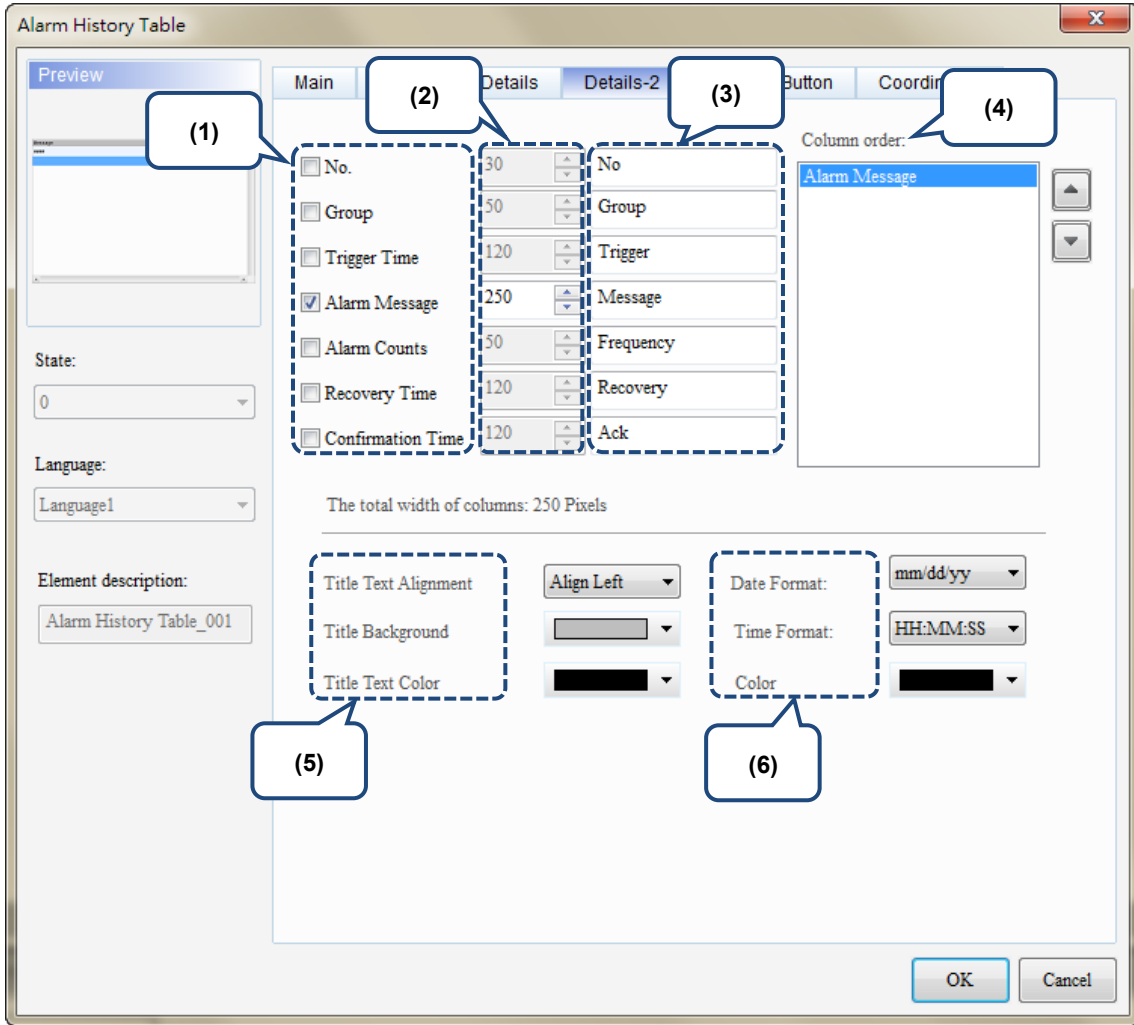 Alarm History Table
Preview
Main
Details
Details-2
Button
(1)
(2)
(3)
(4)
Column order:
Message
No.
30
No
Alarm Message
Group
50
Group
Trigger Time
120
Trigger
Alarm Message
250
Message
Alarm Counts
50
Frequency
Recovery Time
120
Recovery
Confirmation Time
120
Ack
State:
0
Language:
Language1
Element description:
Alarm History Table_001
The total width of columns: 250 Pixels
Title Text Alignment
Align Left
Date Format:
mm/dd/yy
Title Background
Time Format:
HH:MM:SS
Title Text Color
Color
(5)
(6)
OK
Cancel